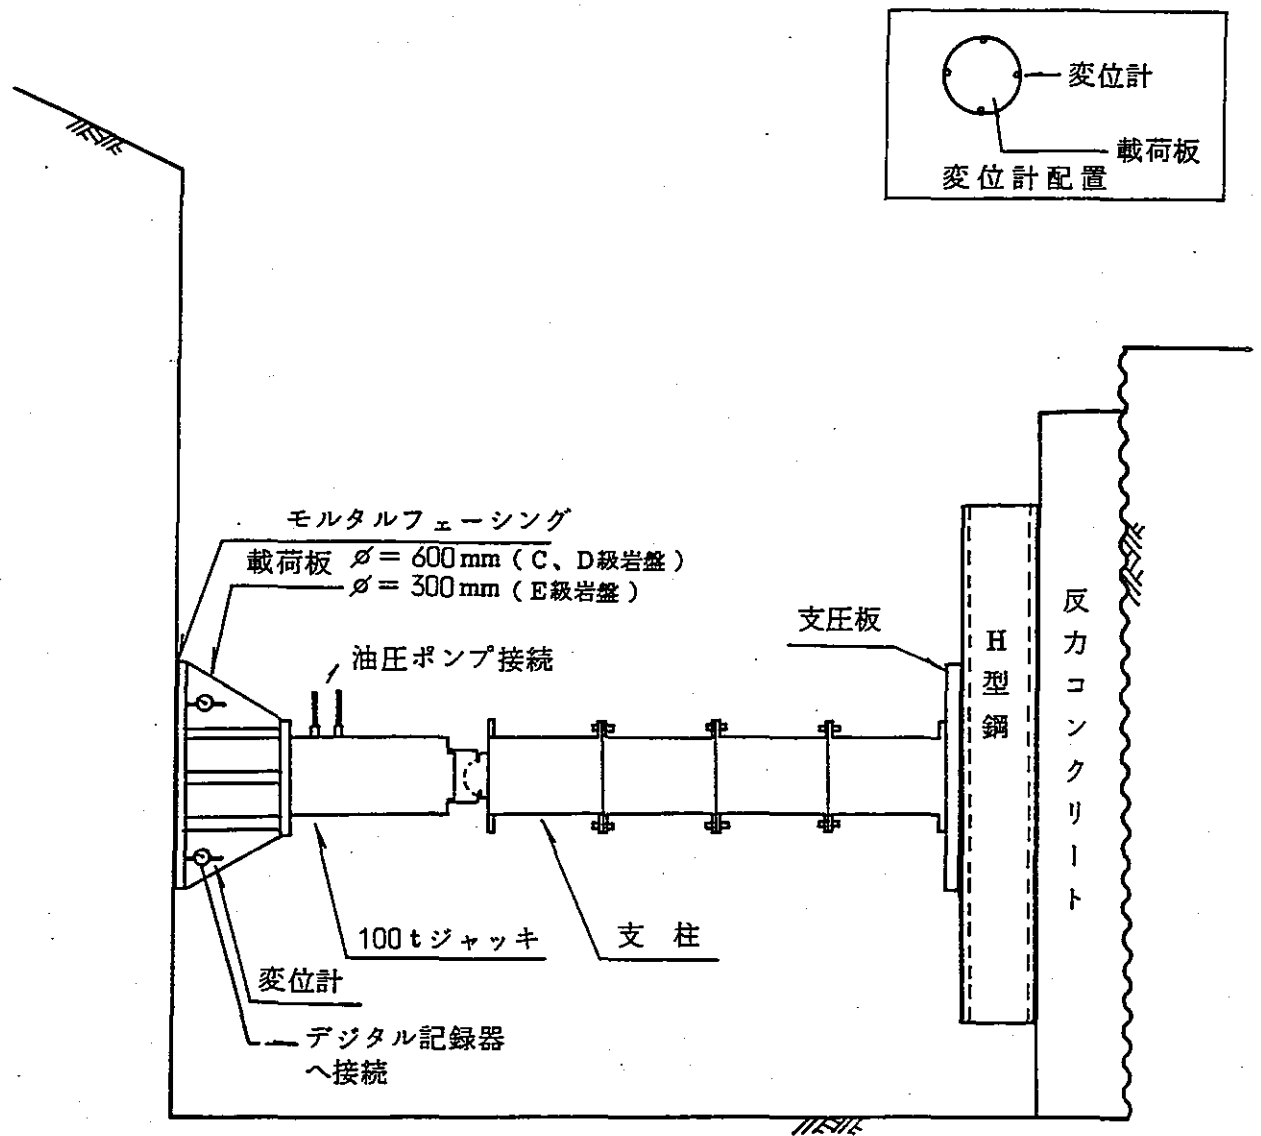 変位計
載荷板
変位計配置
モルタルフェーシング
載荷板 ø = 600mm ( C、D級岩盤 )
ø = 300mm ( E級岩盤 )
油圧ポンプ接続
支圧板
H型鋼
反力コンクリート
100tジャッキ
支 柱
変位計
デジタル記録器
へ接続